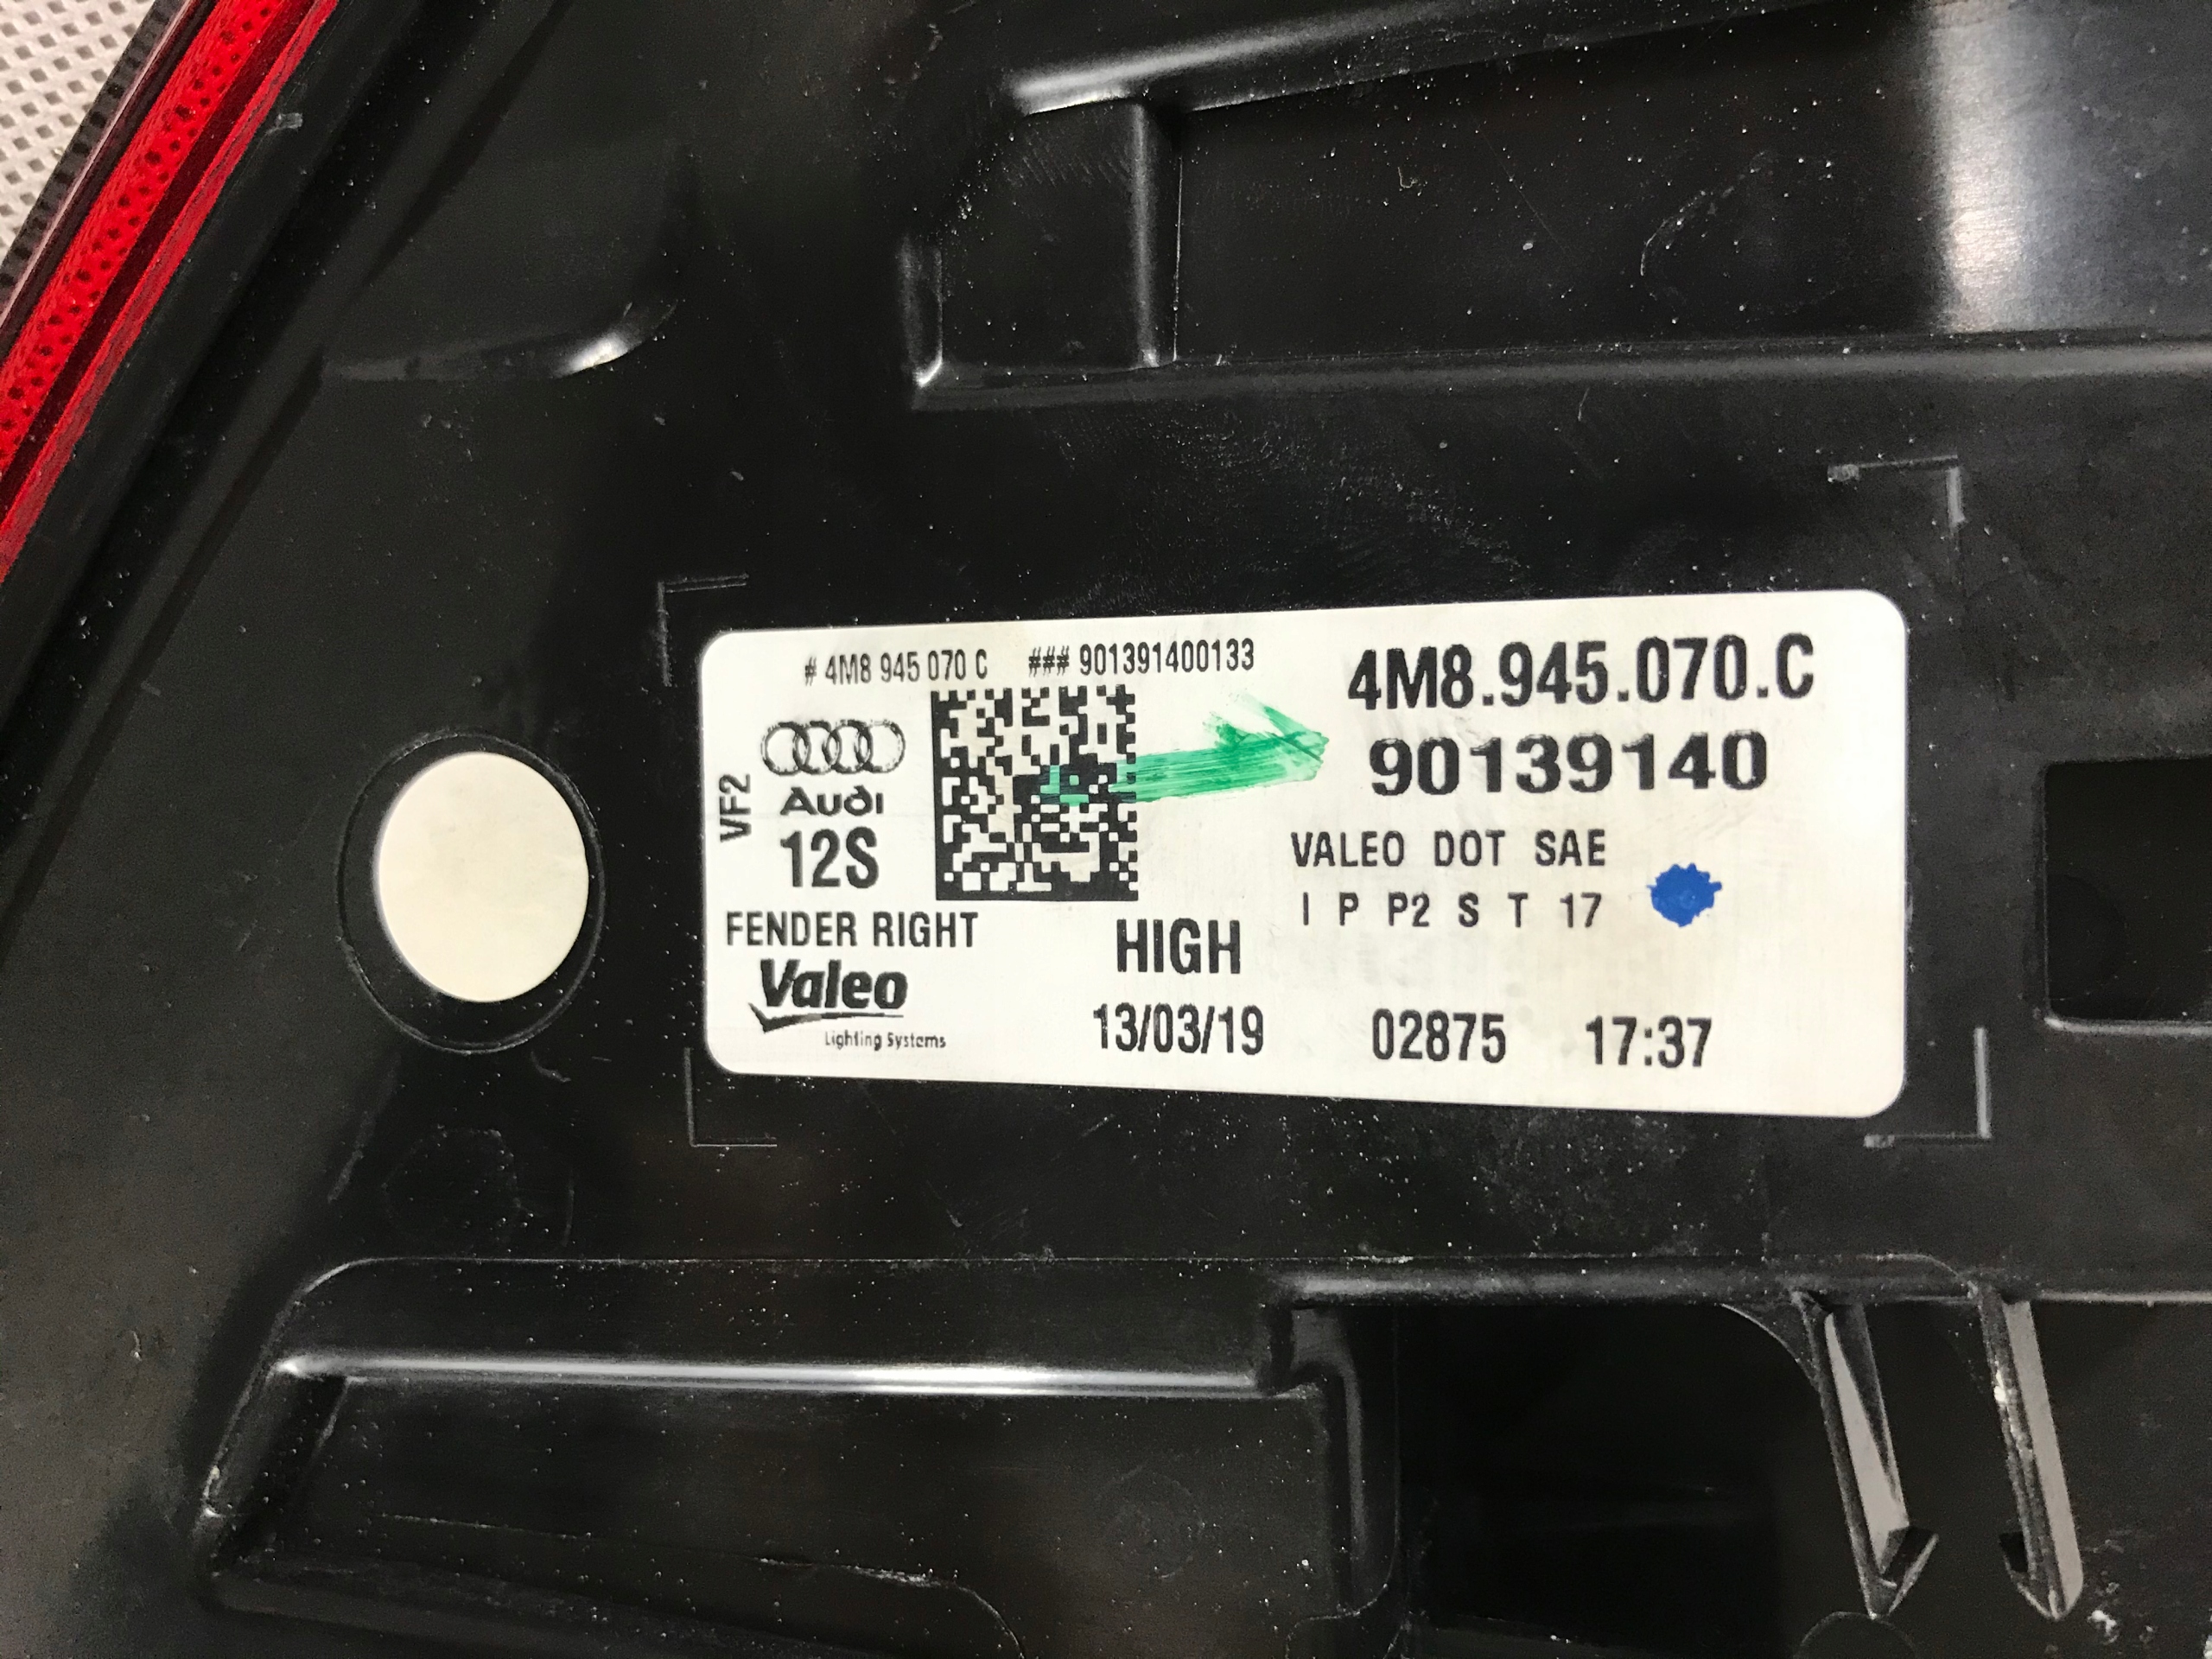 # 4M8 945 070 C ### 901391400133
4M8.945.070.C
90139140
VF2
Audi
12S
VALEO DOT SAE
I P P2 S T 17
FENDER RIGHT
HIGH
Valeo
Lighting Systems
13/03/19 02875 17:37